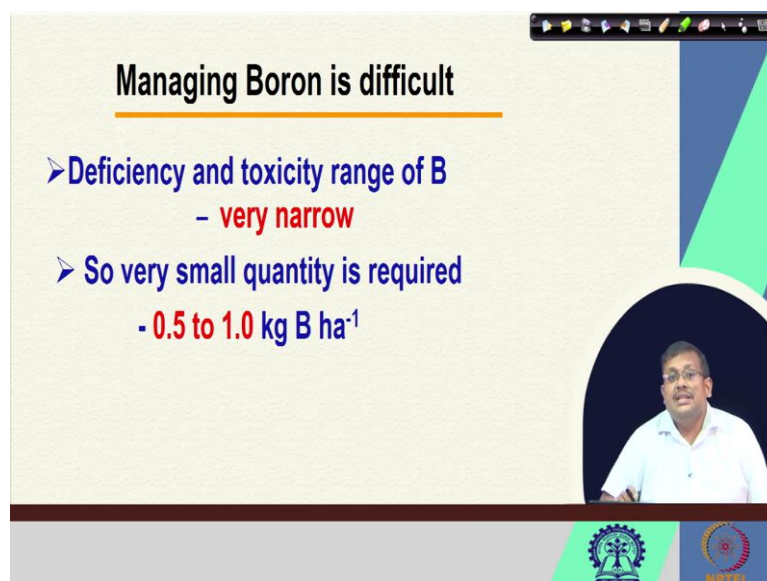 Managing Boron is difficult
➢Deficiency and toxicity range of B
– very narrow
➢ So very small quantity is required
- 0.5 to 1.0 kg B ha⁻¹
NPTEL